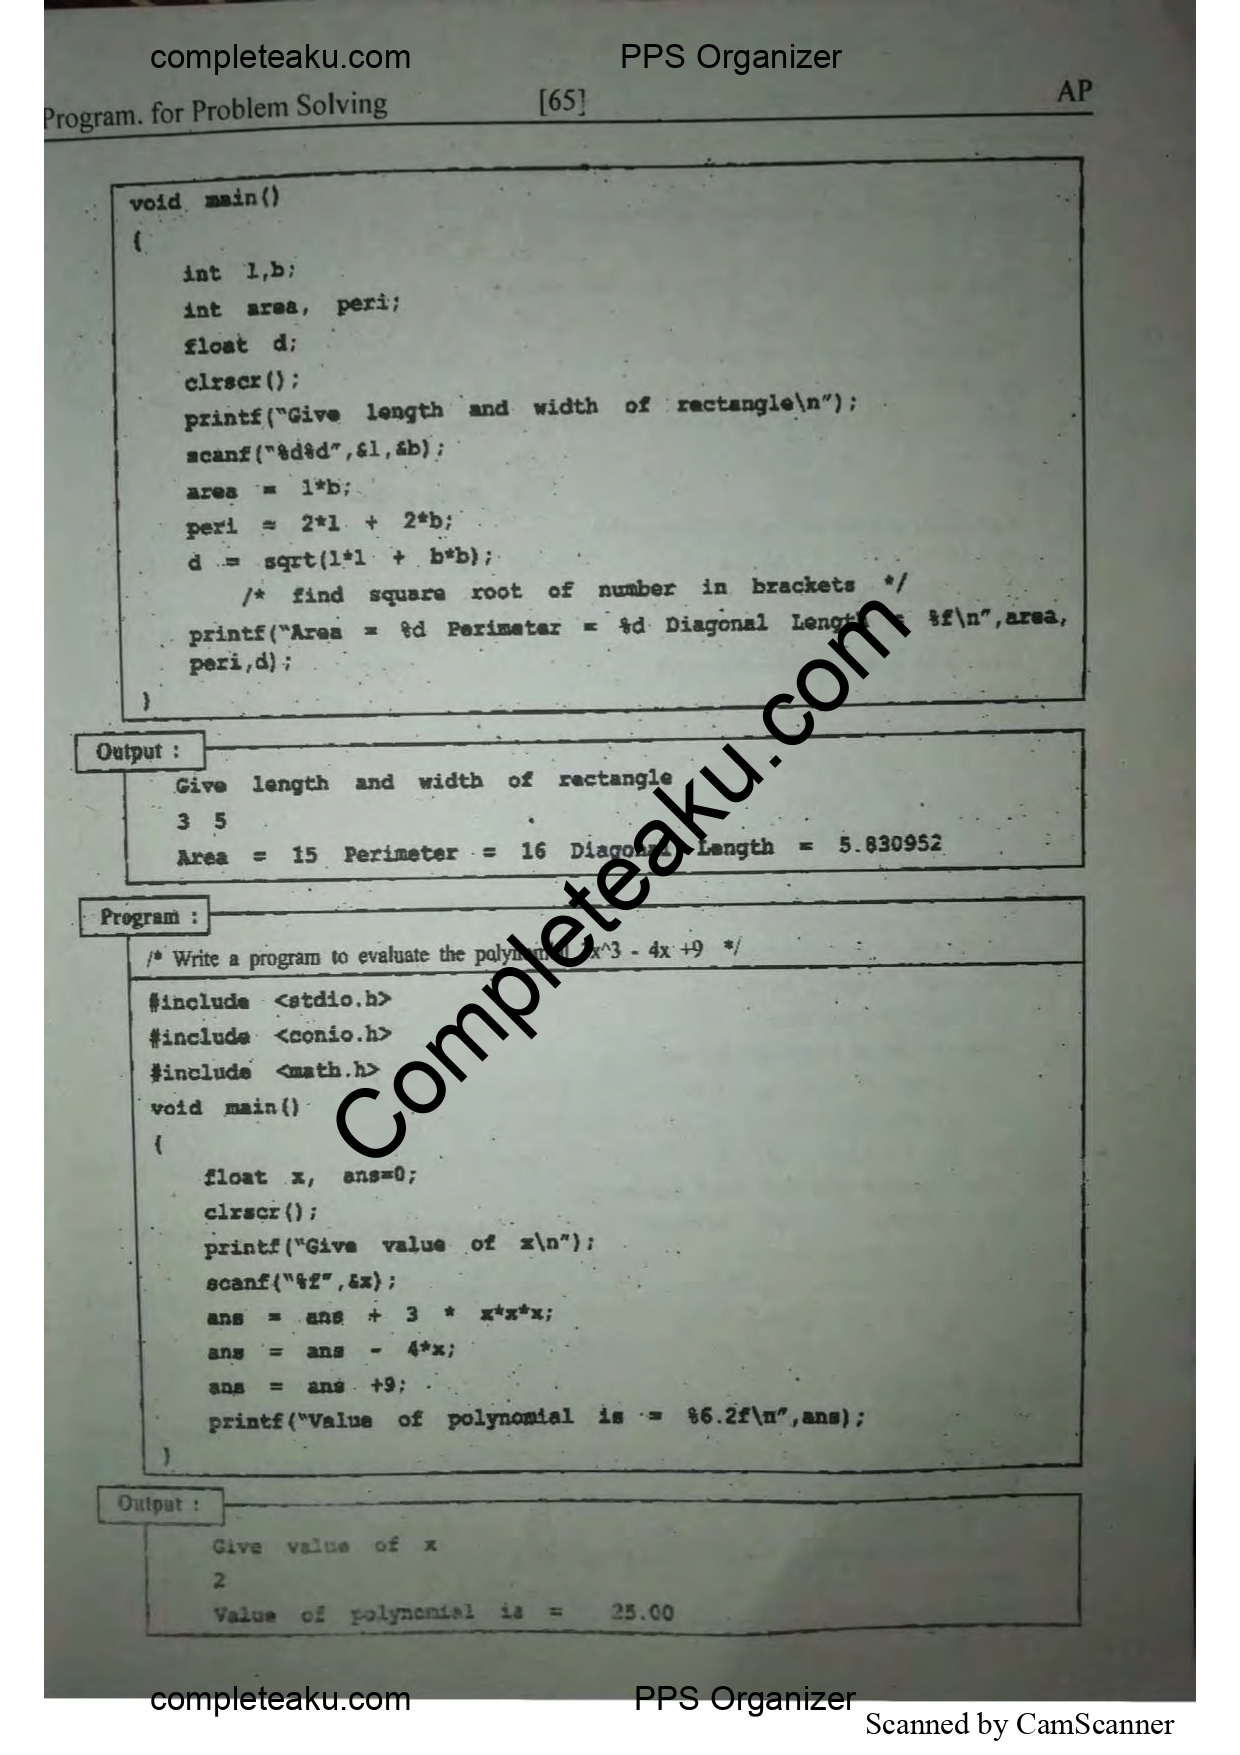 completeaku.com PPS Organizer
Program. for Problem Solving [65] AP
void main()
{
int l,b;
int area, peri;
float d;
clrscr();
printf("Give length and width of rectangle\n");
scanf("%d%d",&l,&b);
area = l*b;
peri = 2*l + 2*b;
d = sqrt(l*l + b*b);
/* find square root of number in brackets */
printf("Area = %d Perimeter = %d Diagonal Length = %f\n",area,
peri,d);
}
Output :
Give length and width of rectangle
3 5
Area = 15 Perimeter = 16 Diagonal Length = 5.830952
Program :
/* Write a program to evaluate the polynomial 3x^3 - 4x +9 */
#include <stdio.h>
#include <conio.h>
#include <math.h>
void main()
{
float x, ans=0;
clrscr();
printf("Give value of x\n");
scanf("%f",&x);
ans = ans + 3 * x*x*x;
ans = ans - 4*x;
ans = ans +9;
printf("Value of polynomial is = %6.2f\n",ans);
}
Output :
Give value of x
2
Value of polynomial is = 25.00
Completeaku.com
completeaku.com PPS Organizer
Scanned by CamScanner